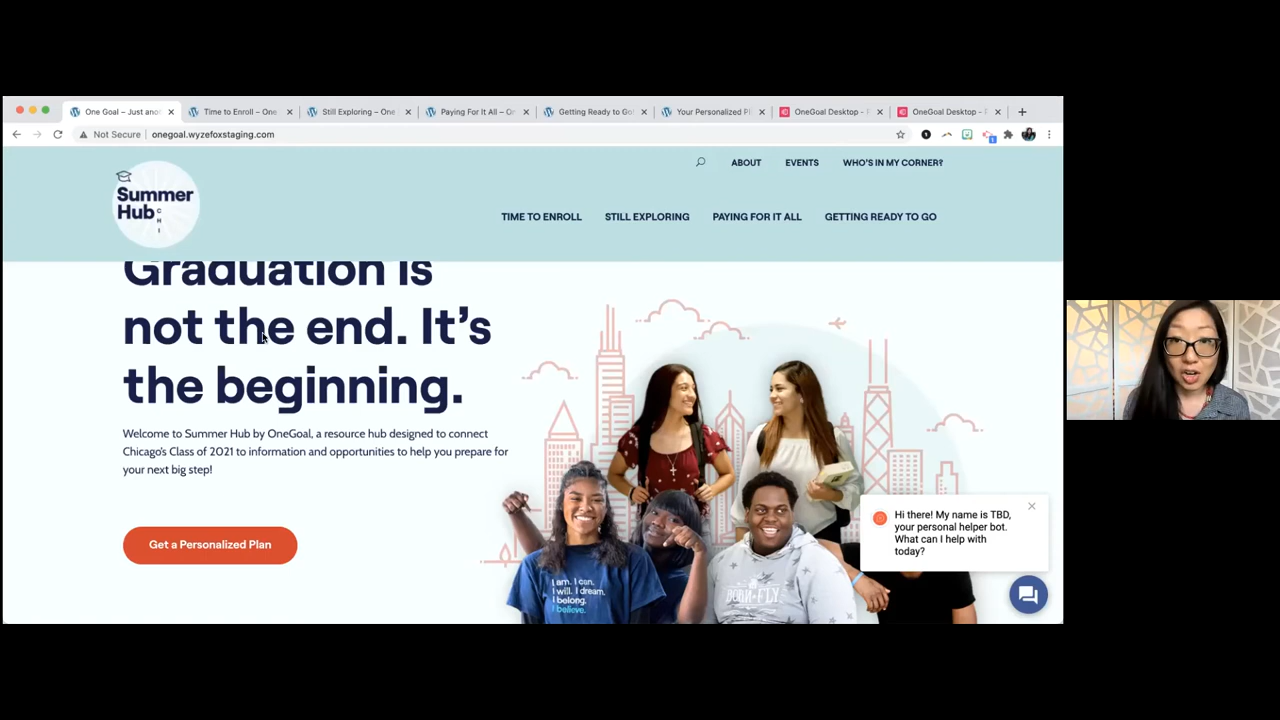 One Goal – Just ano
Time to Enroll – One
Still Exploring – One
Paying For It All – O
Getting Ready to Go
Your Personalized Pl
OneGoal Desktop -
OneGoal Desktop -
Not Secure
onegoal.wyzefoxstaging.com
Summer
Hub
CHI
ABOUT
EVENTS
WHO'S IN MY CORNER?
TIME TO ENROLL
STILL EXPLORING
PAYING FOR IT ALL
GETTING READY TO GO
Graduation is
not the end. It's
the beginning.
Welcome to Summer Hub by OneGoal, a resource hub designed to connect
Chicago's Class of 2021 to information and opportunities to help you prepare for
your next big step!
Get a Personalized Plan
I am. I can.
I will. I dream.
I belong.
I believe.
Hi there! My name is TBD,
your personal helper bot.
What can I help with
today?